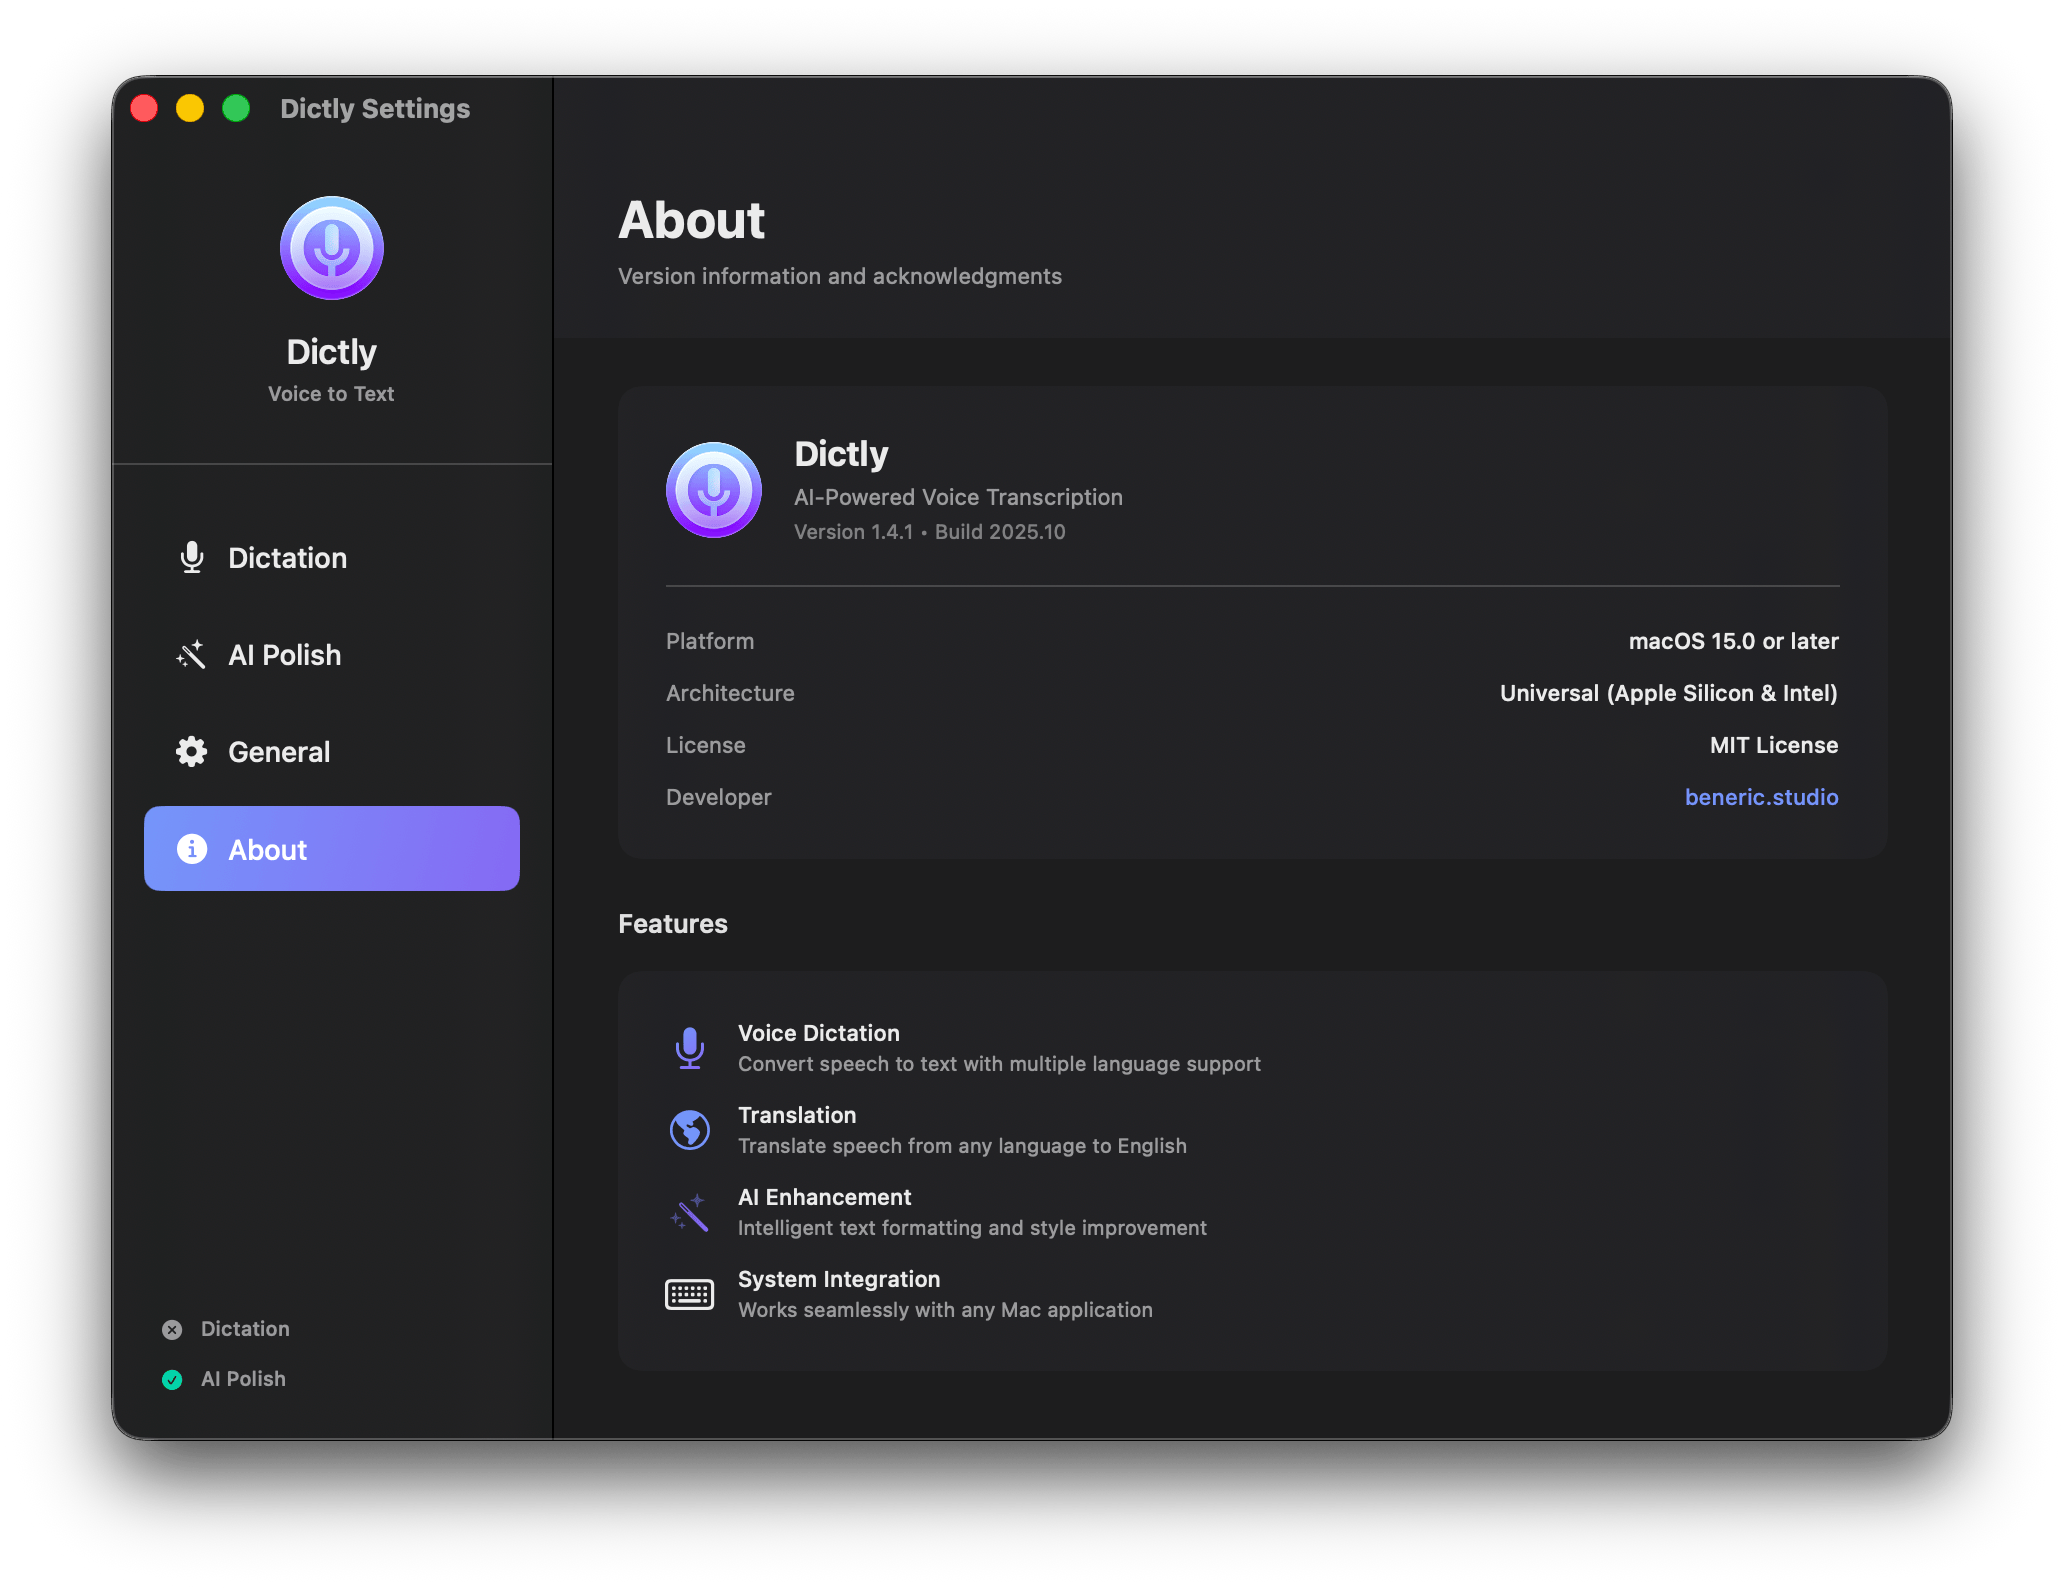 Dictly Settings
Dictly
Voice to Text
Dictation
AI Polish
General
About
Dictation
AI Polish
About
Version information and acknowledgments
Dictly
AI-Powered Voice Transcription
Version 1.4.1 • Build 2025.10
Platform macOS 15.0 or later
Architecture Universal (Apple Silicon & Intel)
License MIT License
Developer beneric.studio
Features
Voice Dictation
Convert speech to text with multiple language support
Translation
Translate speech from any language to English
AI Enhancement
Intelligent text formatting and style improvement
System Integration
Works seamlessly with any Mac application